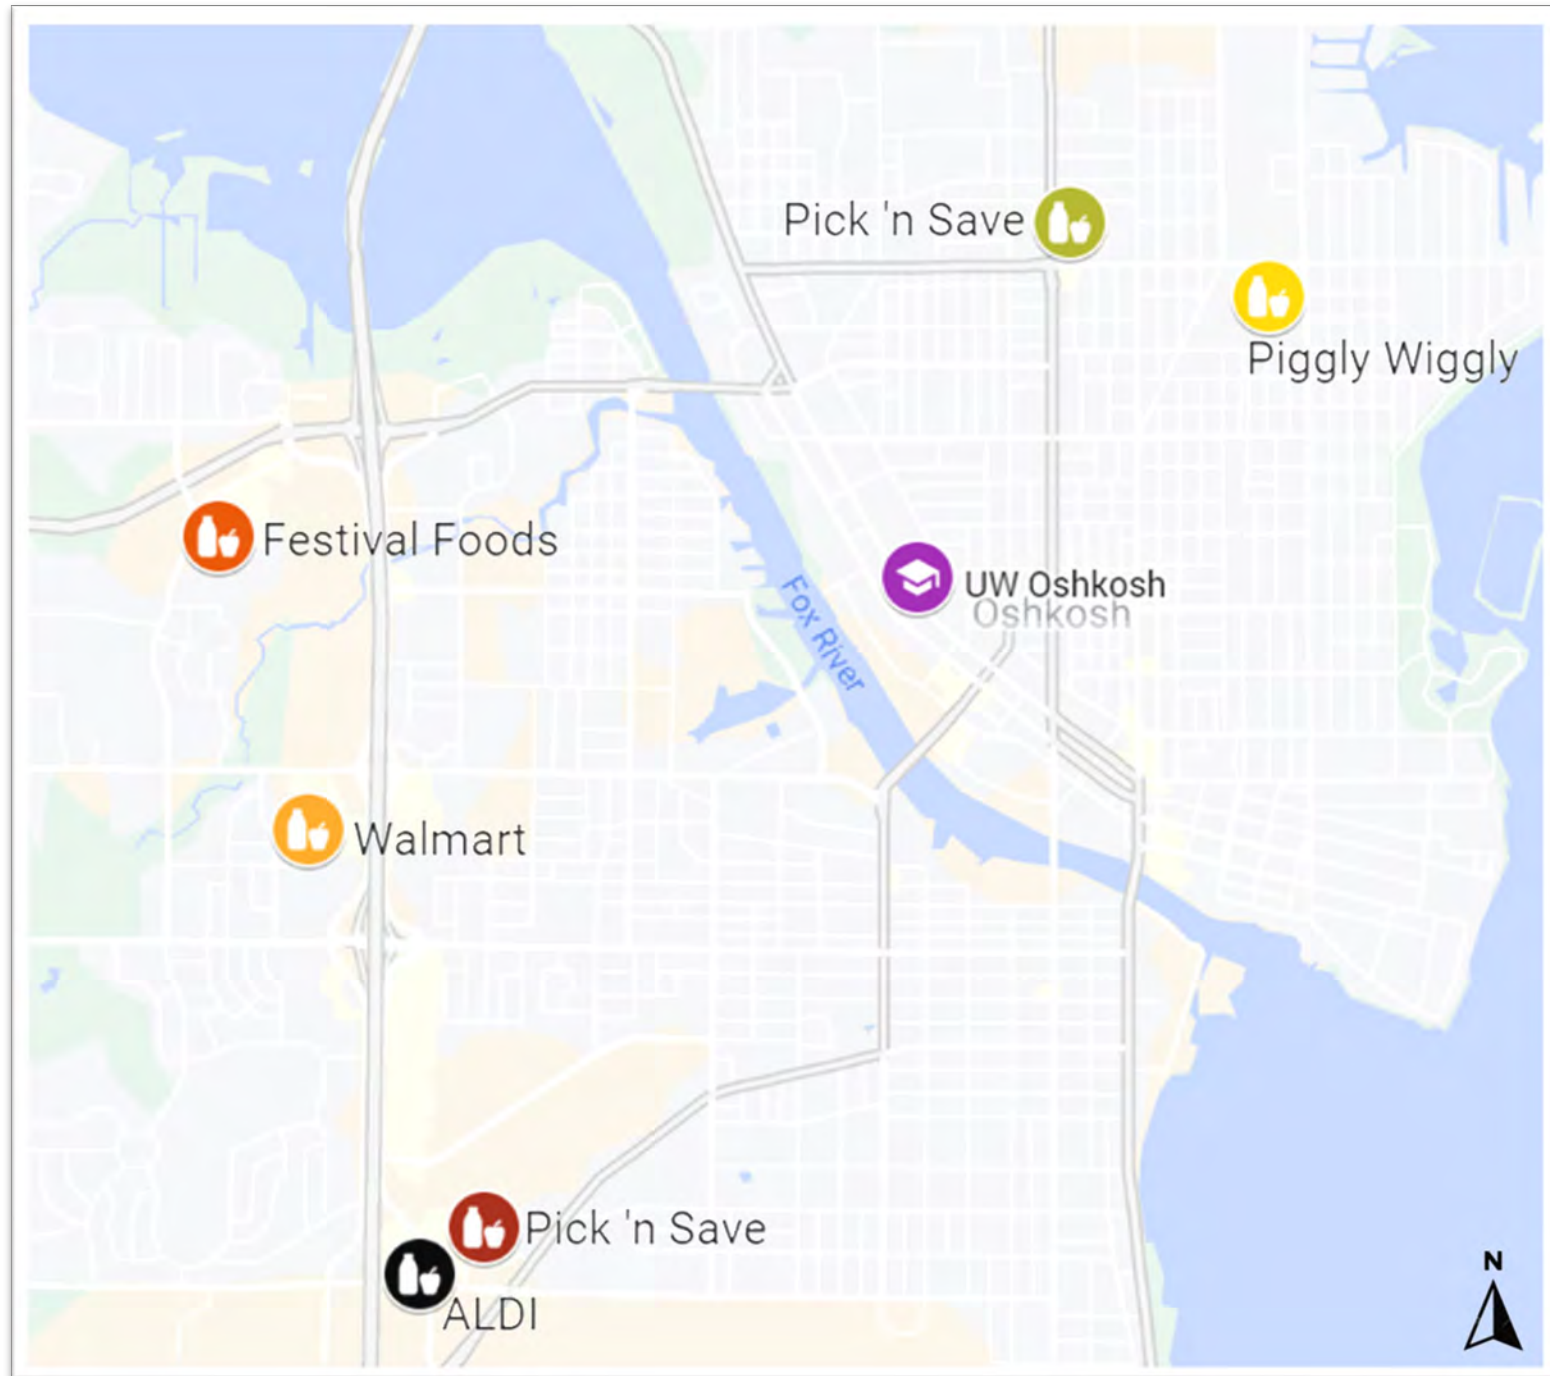 Pick 'n Save
Piggly Wiggly
Festival Foods
UW Oshkosh
Oshkosh
Fox River
Walmart
Pick 'n Save
ALDI
N